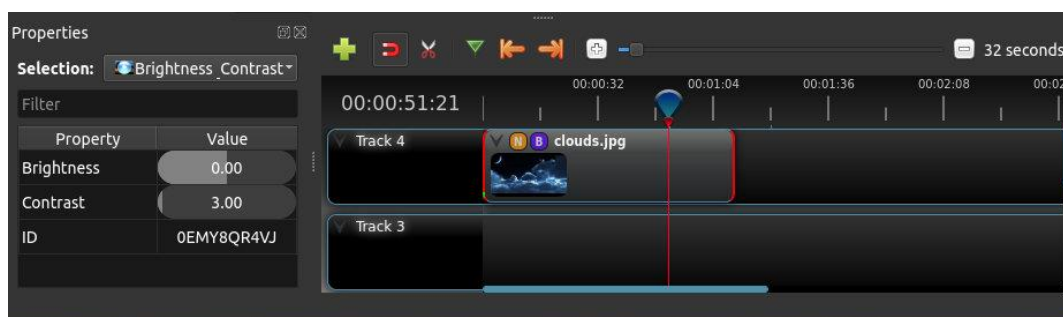 Properties
Selection: Brightness_Contrast
Filter
Property Value
Brightness 0.00
Contrast 3.00
ID 0EMY8QR4VJ
32 seconds
00:00:51:21
00:00:32 00:01:04 00:01:36 00:02:08 00:02
Track 4
N B clouds.jpg
Track 3